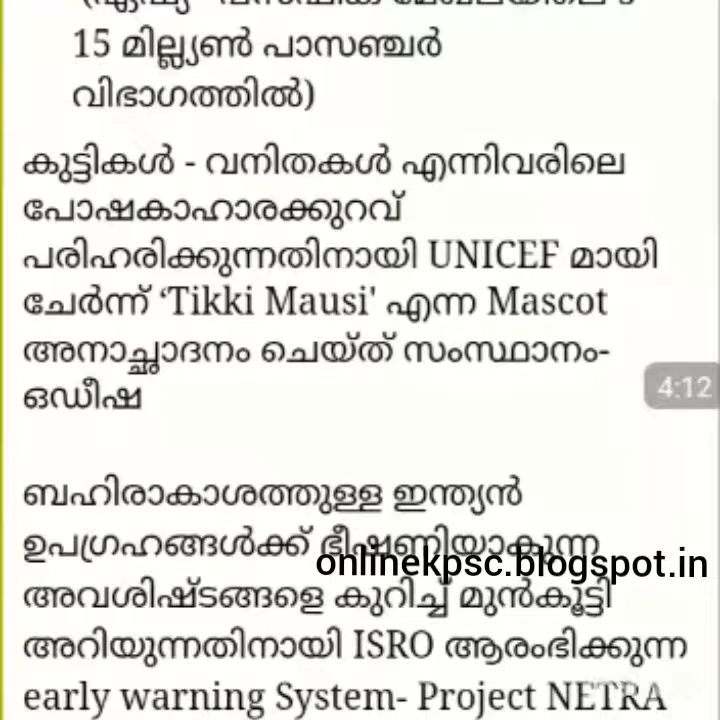 15 മില്ല്യൺ പാസഞ്ചർ
വിഭാഗത്തിൽ)
കുട്ടികൾ - വനിതകൾ എന്നിവരിലെ
പോഷകാഹാരക്കുറവ്
പരിഹരിക്കുന്നതിനായി UNICEF മായി
ചേർന്ന് ‘Tikki Mausi' എന്ന Mascot
അനാച്ഛാദനം ചെയ്ത് സംസ്ഥാനം-
ഒഡീഷ
4:12
ബഹിരാകാശത്തുള്ള ഇന്ത്യൻ
ഉപഗ്രഹങ്ങൾക്ക് ഭീഷണിയാകുന്ന
onlinekpsc.blogspot.in
അവശിഷ്ടങ്ങളെ കുറിച്ച് മുൻകൂട്ടി
അറിയുന്നതിനായി ISRO ആരംഭിക്കുന്ന
early warning System- Project NETRA